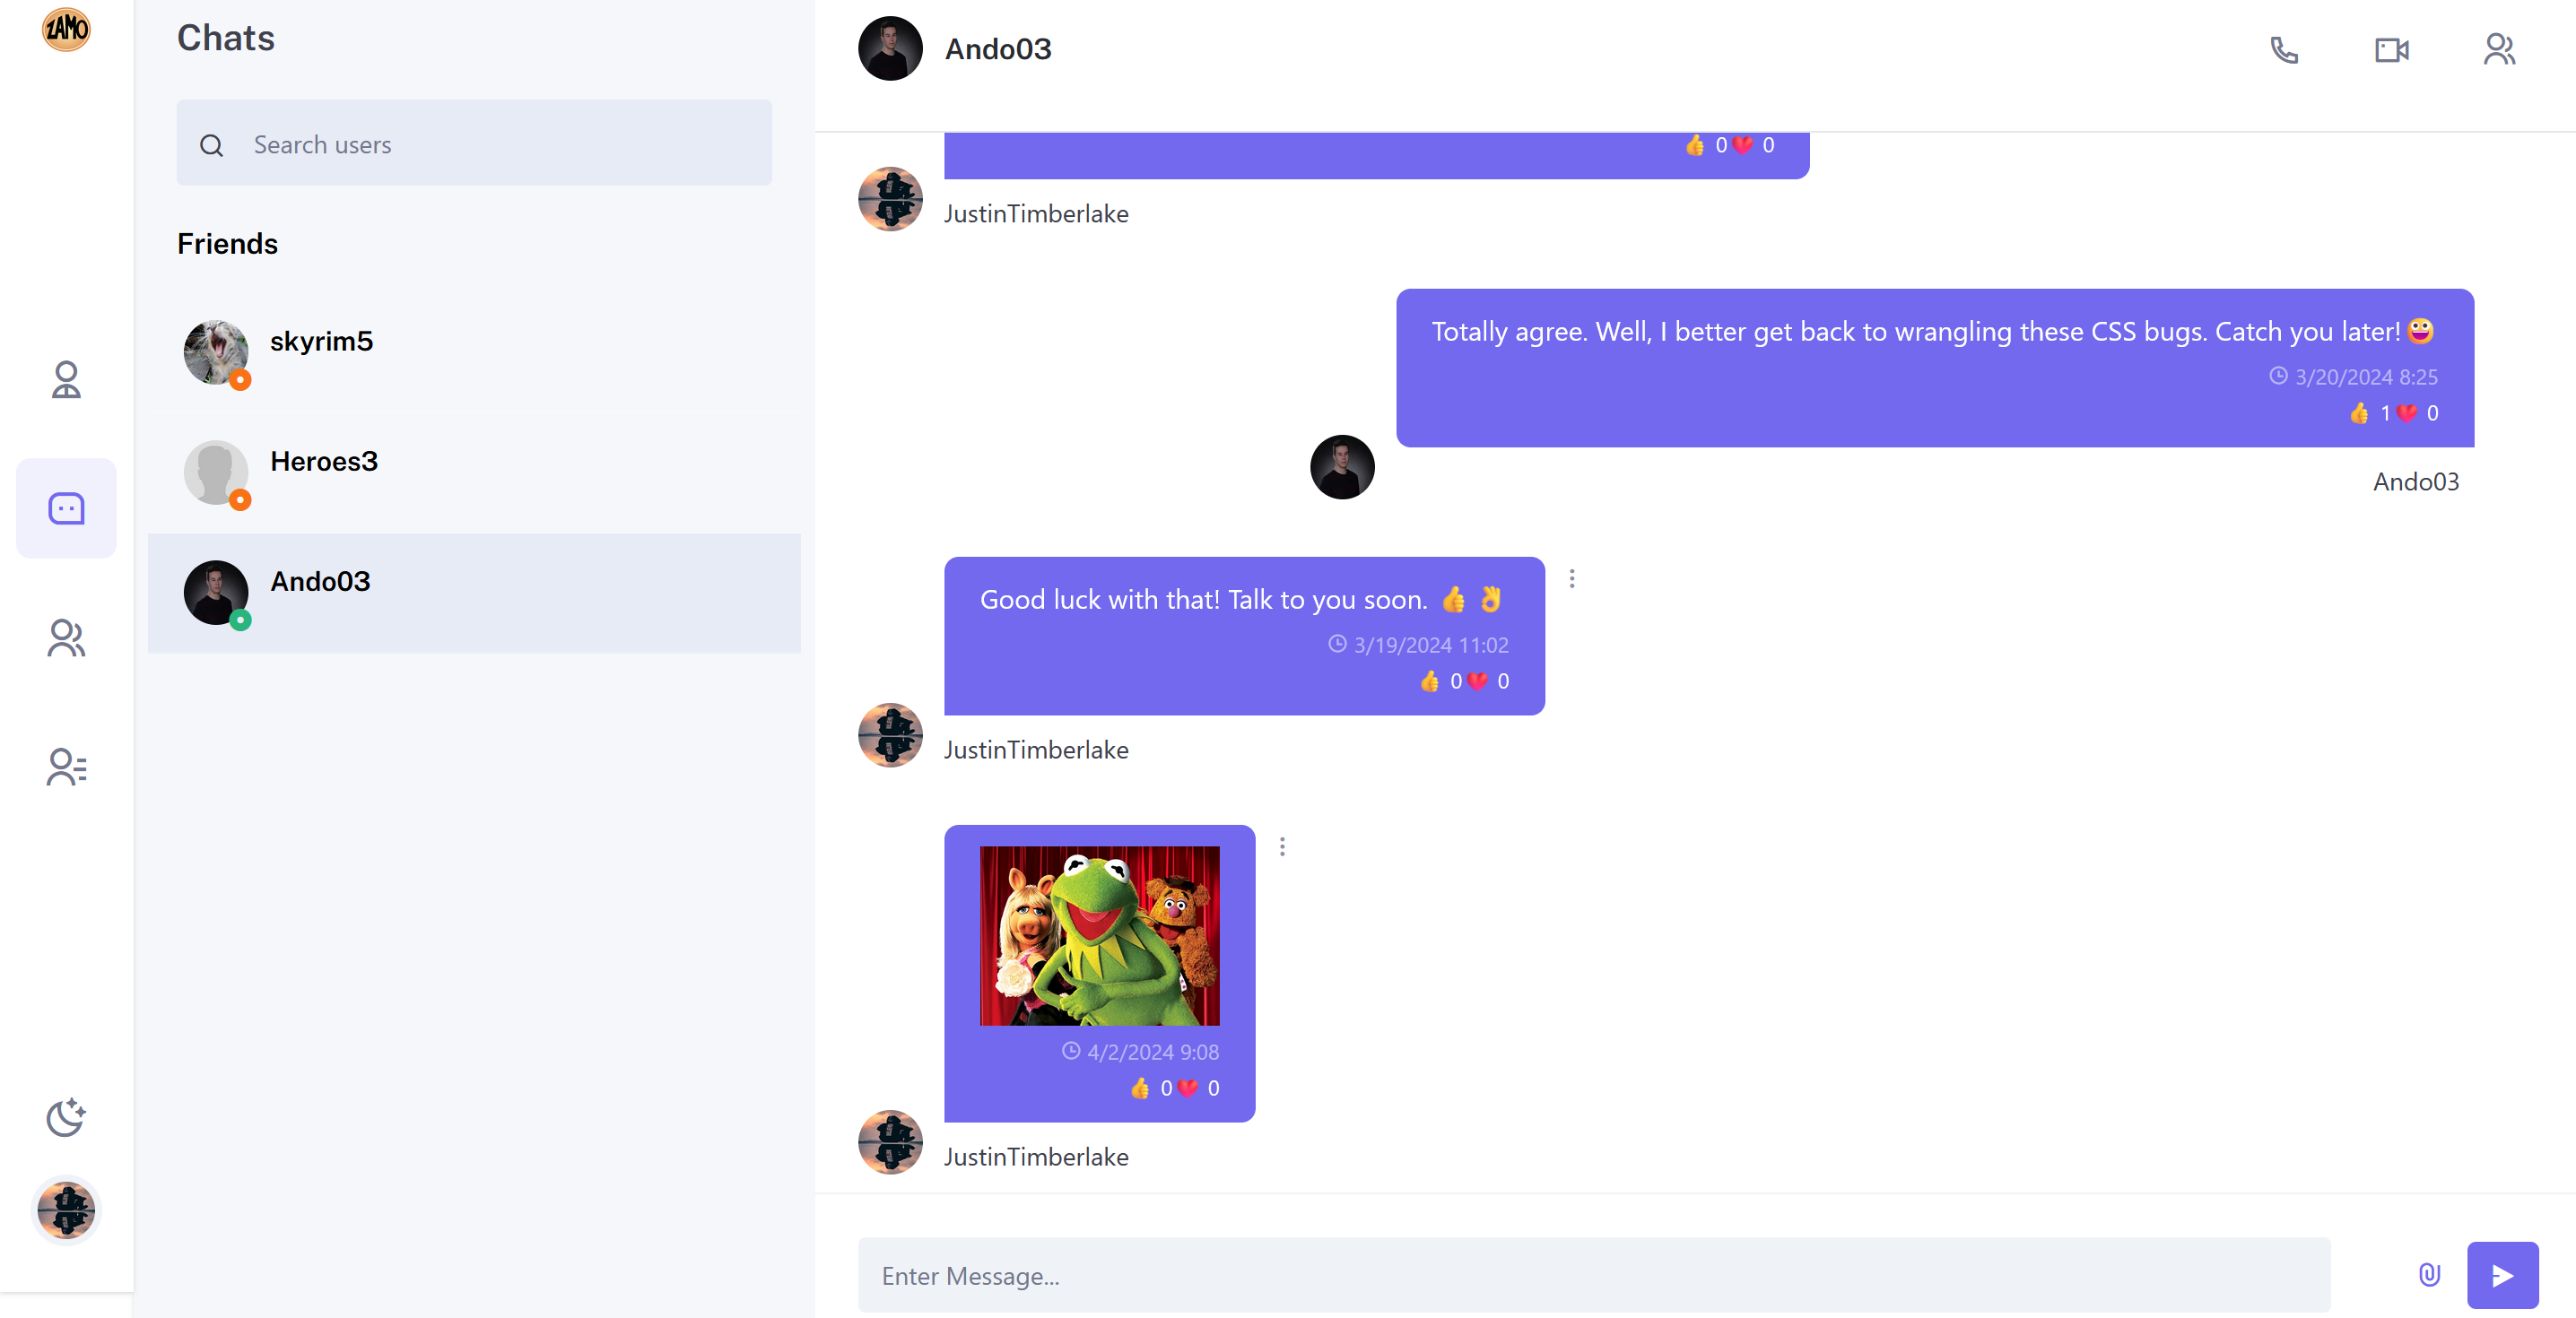 ZAMO
Chats
Search users
Friends
skyrim5
Heroes3
Ando03
Ando03
👍 0❤️ 0
JustinTimberlake
Totally agree. Well, I better get back to wrangling these CSS bugs. Catch you later!😀
3/20/2024 8:25
👍 1❤️ 0
Ando03
Good luck with that! Talk to you soon. 👍 👌
3/19/2024 11:02
👍 0❤️ 0
JustinTimberlake
4/2/2024 9:08
👍 0❤️ 0
JustinTimberlake
Enter Message...